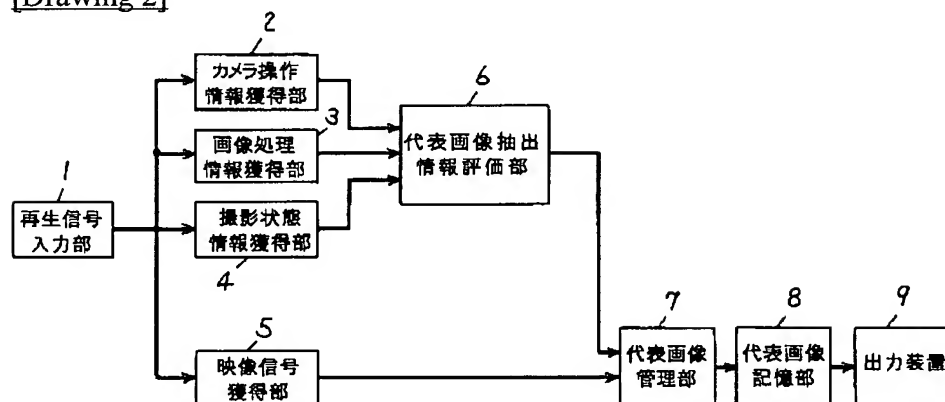 [Drawing 2]
2
カメラ操作
情報獲得部
3
画像処理
情報獲得部
6
代表画像抽出
情報評価部
1
再生信号
入力部
撮影状態
情報獲得部
4
5
映像信号
獲得部
7
代表画像
管理部
8
代表画像
記憶部
9
出力装置